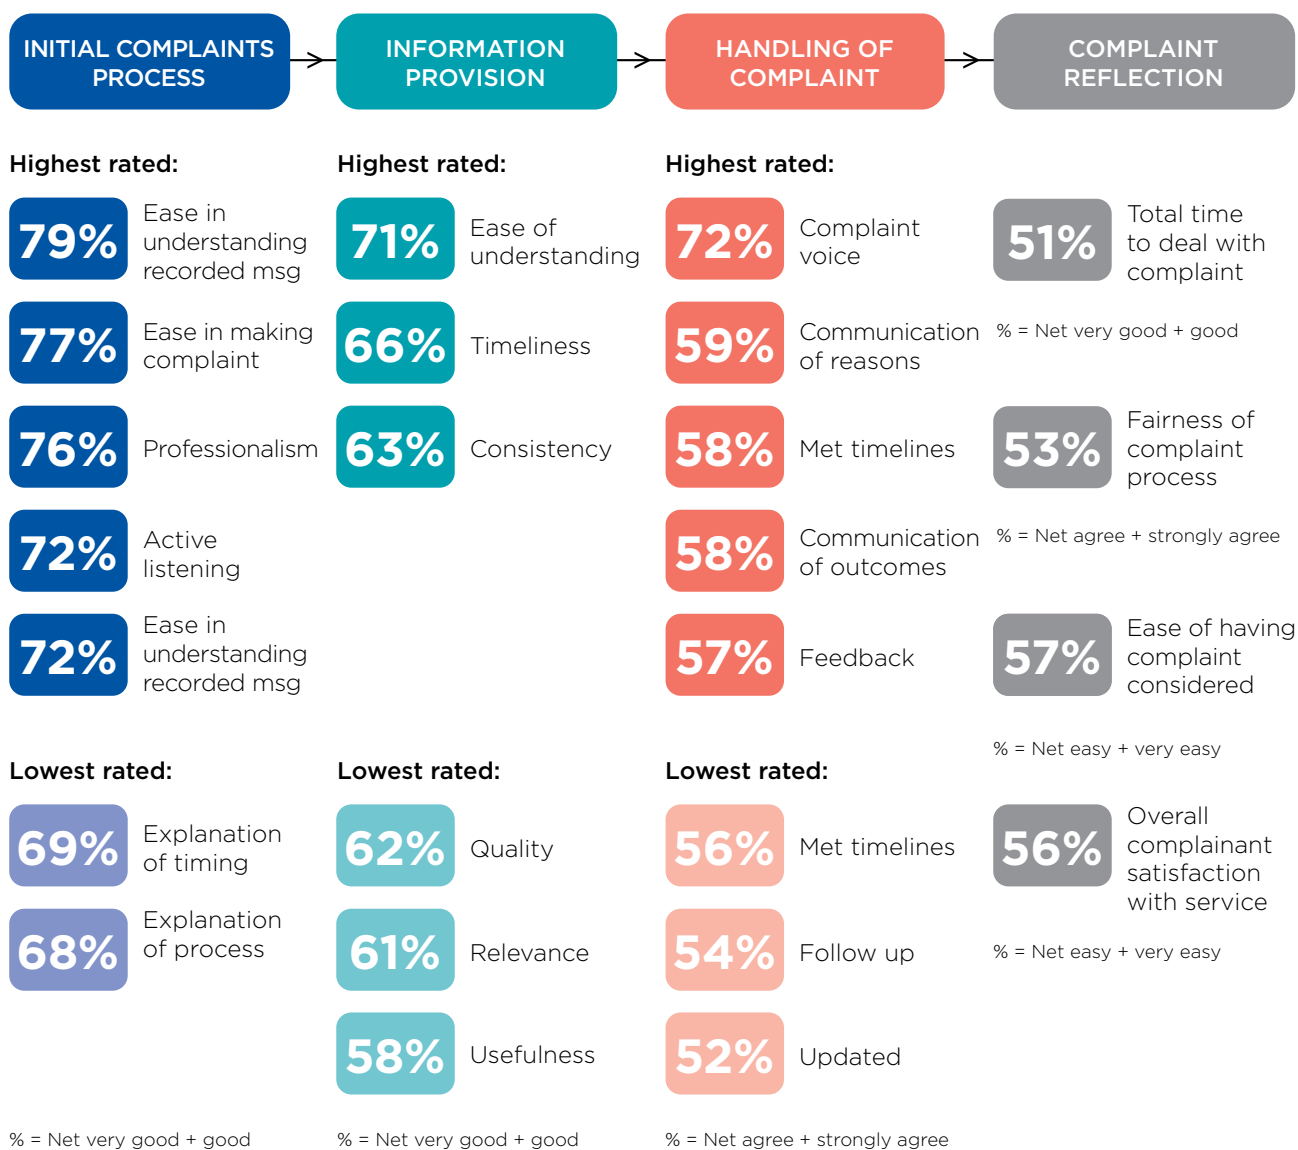 INITIAL COMPLAINTS
PROCESS
INFORMATION
PROVISION
HANDLING OF
COMPLAINT
COMPLAINT
REFLECTION
Highest rated:
79%
Ease in
understanding
recorded msg
77%
Ease in making
complaint
76%
Professionalism
72%
Active
listening
72%
Ease in
understanding
recorded msg
Lowest rated:
69%
Explanation
of timing
68%
Explanation
of process
% = Net very good + good
Highest rated:
71%
Ease of
understanding
66%
Timeliness
63%
Consistency
Lowest rated:
62%
Quality
61%
Relevance
58%
Usefulness
% = Net very good + good
Highest rated:
72%
Complaint
voice
59%
Communication
of reasons
58%
Met timelines
58%
Communication
of outcomes
57%
Feedback
Lowest rated:
56%
Met timelines
54%
Follow up
52%
Updated
% = Net agree + strongly agree
51%
Total time
to deal with
complaint
% = Net very good + good
53%
Fairness of
complaint
process
% = Net agree + strongly agree
57%
Ease of having
complaint
considered
% = Net easy + very easy
56%
Overall
complainant
satisfaction
with service
% = Net easy + very easy